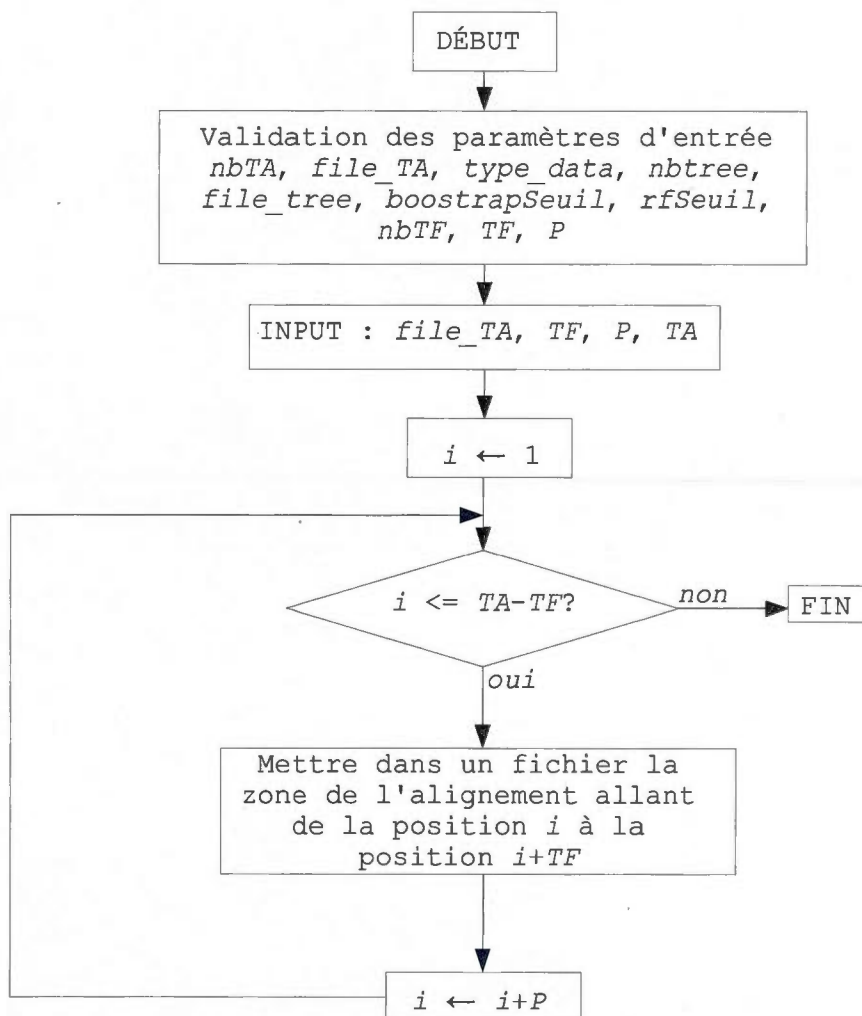 DÉBUT
Validation des paramètres d'entrée
nbTA, file_TA, type_data, nbtree,
file_tree, boostrapSeuil, rfSeuil,
nbTF, TF, P
INPUT : file_TA, TF, P, TA
i ← 1
i <= TA-TF?
non
FIN
oui
Mettre dans un fichier la
zone de l'alignement allant
de la position i à la
position i+TF
i ← i+P